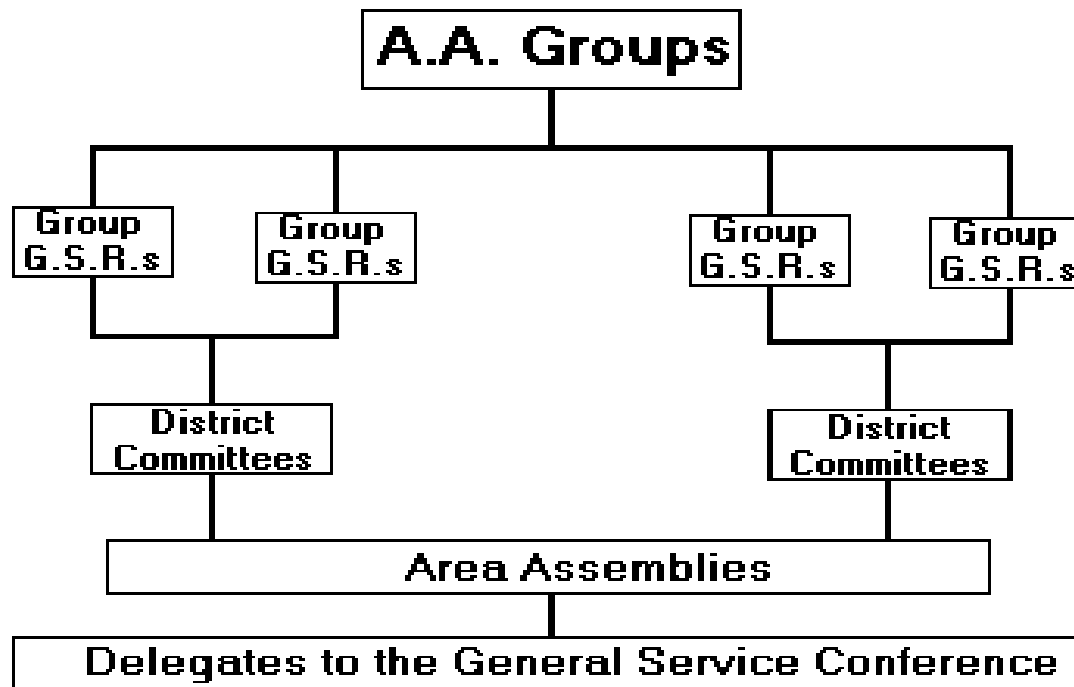 A.A. Groups
Group
G.S.R.s
Group
G.S.R.s
Group
G.S.R.s
Group
G.S.R.s
District
Committees
District
Committees
Area Assemblies
Delegates to the General Service Conference